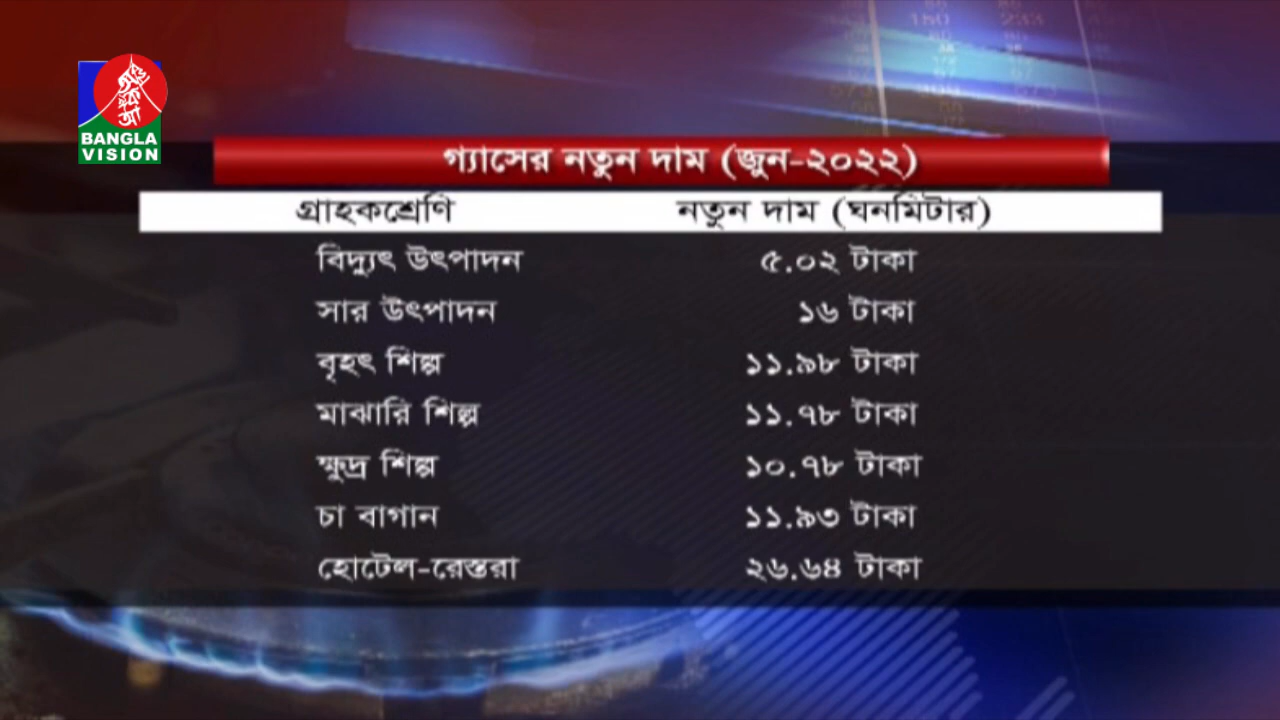 BANGLA
VISION
গ্যাসের নতুন দাম (জুন-২০২২)
গ্রাহকশ্রেণি নতুন দাম (ঘনমিটার)
বিদ্যুৎ উৎপাদন ৫.০২ টাকা
সার উৎপাদন ১৬ টাকা
বৃহৎ শিল্প ১১.৯৮ টাকা
মাঝারি শিল্প ১১.৭৮ টাকা
ক্ষুদ্র শিল্প ১০.৭৮ টাকা
চা বাগান ১১.৯৩ টাকা
হোটেল-রেস্তরা ২৬.৬৪ টাকা